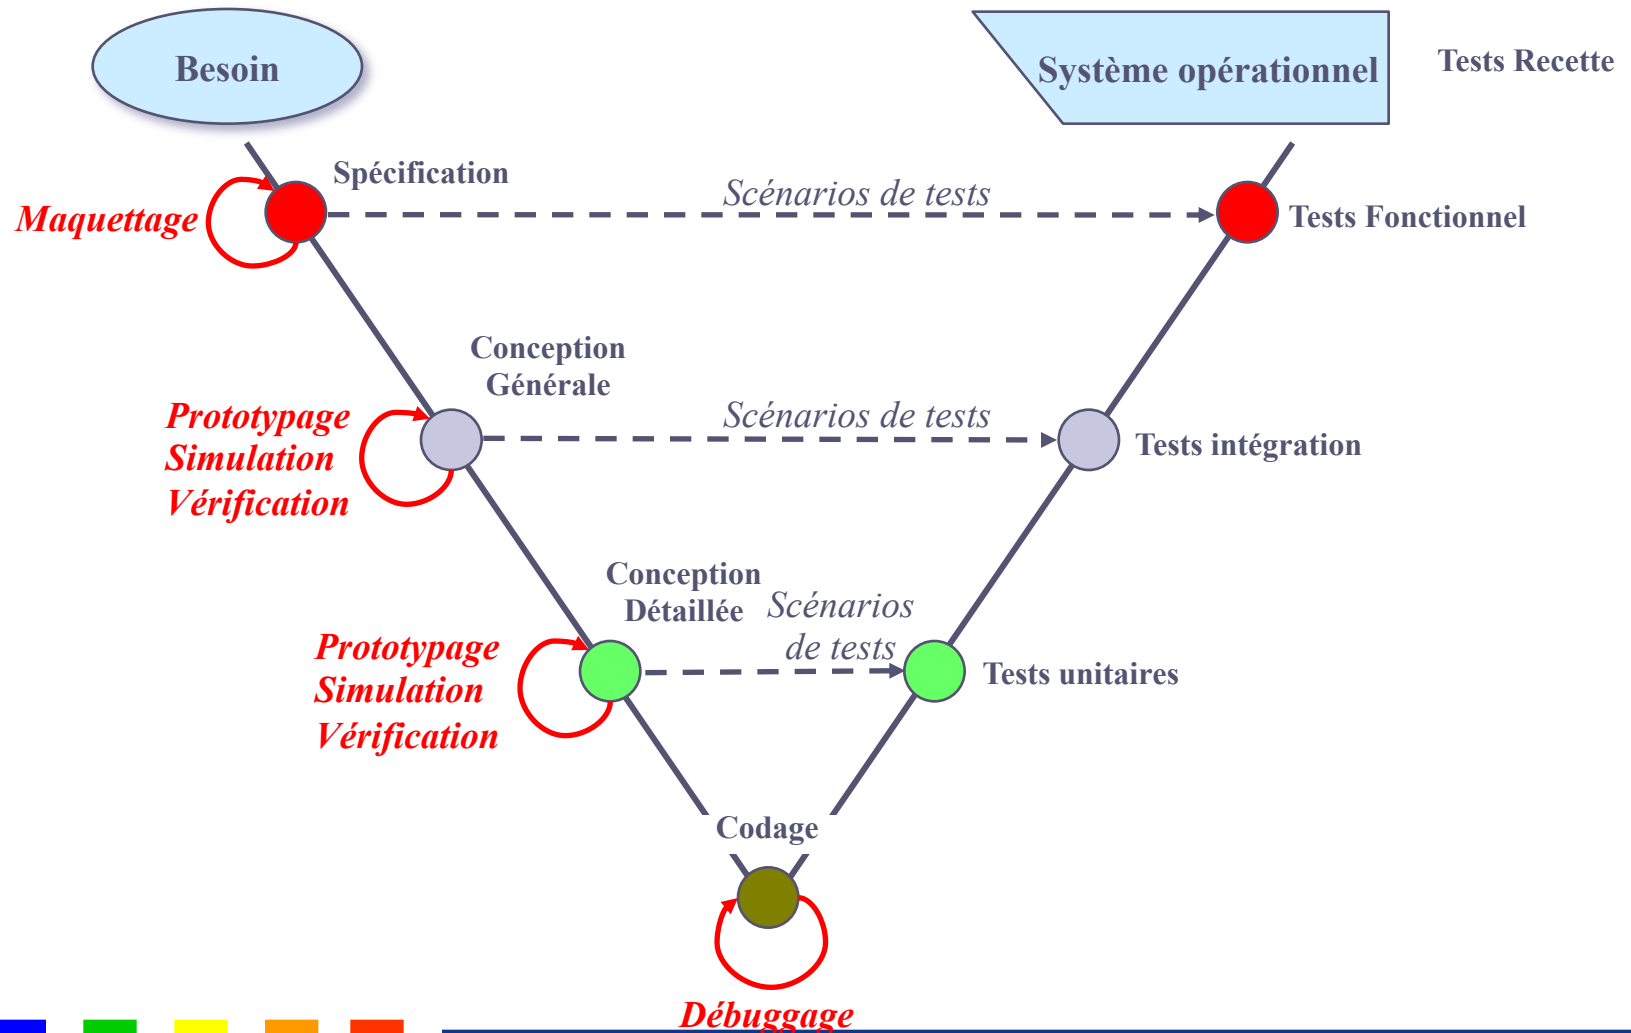 Besoin
Système opérationnel
Tests Recette
Spécification
Scénarios de tests
Maquettage
Tests Fonctionnel
Conception
Générale
Prototypage
Simulation
Vérification
Scénarios de tests
Tests intégration
Conception
Détaillée
Scénarios
de tests
Prototypage
Simulation
Vérification
Tests unitaires
Codage
Débuggage